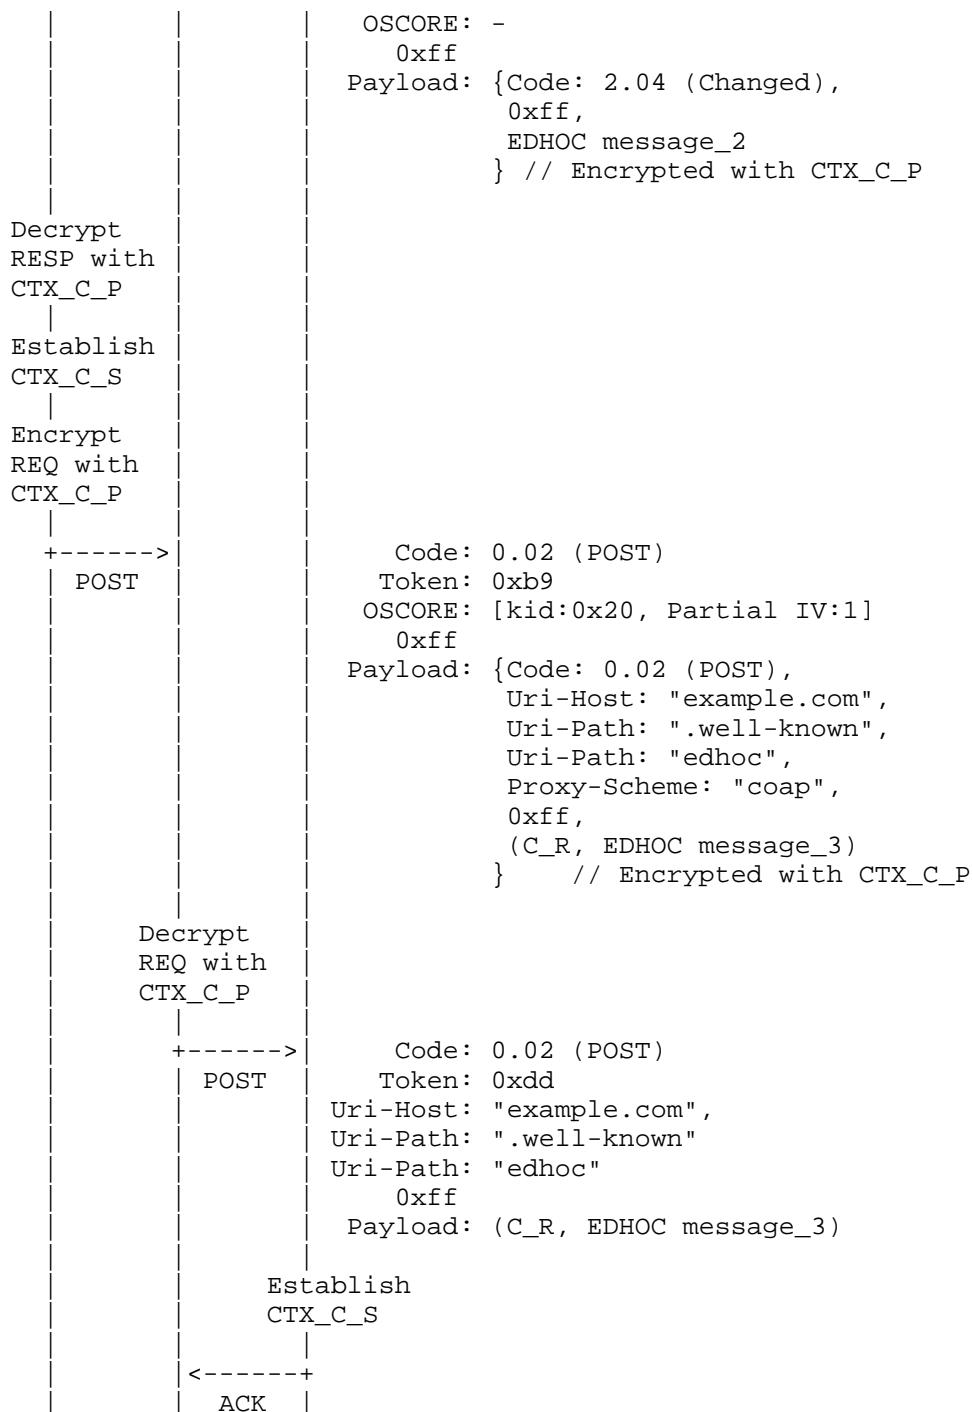 |        |        |    OSCORE: -
   |        |        |      0xff
   |        |        |   Payload: {Code: 2.04 (Changed),
   |        |        |             0xff,
   |        |        |             EDHOC message_2
   |        |        |            } // Encrypted with CTX_C_P
   |        |        |
Decrypt     |        |
RESP with   |        |
CTX_C_P     |        |
   |        |        |
Establish   |        |
CTX_C_S     |        |
   |        |        |
Encrypt     |        |
REQ with    |        |
CTX_C_P     |        |
   |        |        |
   +------->|        |      Code: 0.02 (POST)
   | POST   |        |     Token: 0xb9
   |        |        |    OSCORE: [kid:0x20, Partial IV:1]
   |        |        |      0xff
   |        |        |   Payload: {Code: 0.02 (POST),
   |        |        |             Uri-Host: "example.com",
   |        |        |             Uri-Path: ".well-known",
   |        |        |             Uri-Path: "edhoc",
   |        |        |             Proxy-Scheme: "coap",
   |        |        |             0xff,
   |        |        |             (C_R, EDHOC message_3)
   |        |        |            }    // Encrypted with CTX_C_P
   |        |        |
   |      Decrypt    |
   |      REQ with   |
   |      CTX_C_P    |
   |        |        |
   |        +------->|      Code: 0.02 (POST)
   |        | POST   |     Token: 0xdd
   |        |        |  Uri-Host: "example.com",
   |        |        |  Uri-Path: ".well-known"
   |        |        |  Uri-Path: "edhoc"
   |        |        |      0xff
   |        |        |   Payload: (C_R, EDHOC message_3)
   |        |        |
   |        |      Establish
   |        |      CTX_C_S
   |        |        |
   |        |<-------+
   |        |  ACK   |